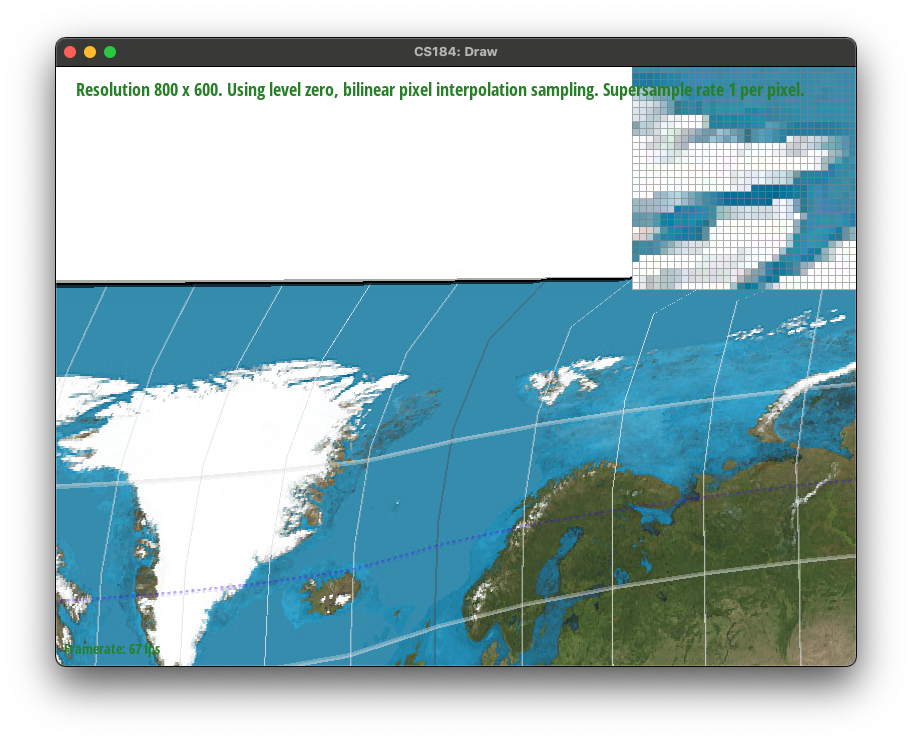 CS184: Draw
Resolution 800 x 600. Using level zero, bilinear pixel interpolation sampling. Supersample rate 1 per pixel.
Framerate: 67 fps